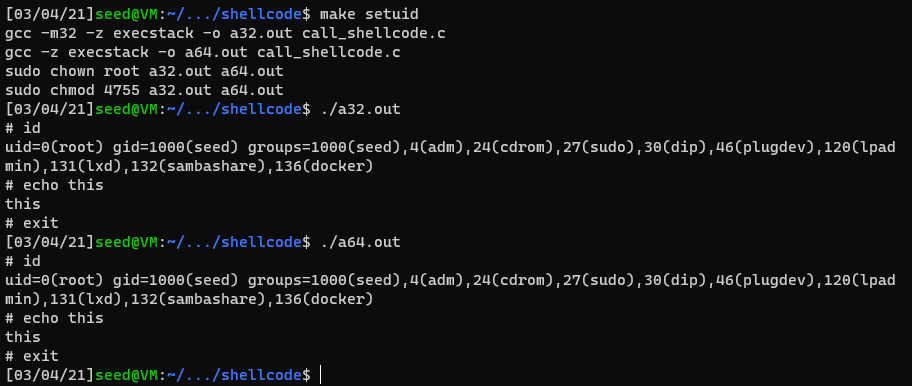 [03/04/21]seed@VM:~/.../shellcode$ make setuid
gcc -m32 -z execstack -o a32.out call_shellcode.c
gcc -z execstack -o a64.out call_shellcode.c
sudo chown root a32.out a64.out
sudo chmod 4755 a32.out a64.out
[03/04/21]seed@VM:~/.../shellcode$ ./a32.out
# id
uid=0(root) gid=1000(seed) groups=1000(seed),4(adm),24(cdrom),27(sudo),30(dip),46(plugdev),120(lpad
min),131(lxd),132(sambashare),136(docker)
# echo this
this
# exit
[03/04/21]seed@VM:~/.../shellcode$ ./a64.out
# id
uid=0(root) gid=1000(seed) groups=1000(seed),4(adm),24(cdrom),27(sudo),30(dip),46(plugdev),120(lpad
min),131(lxd),132(sambashare),136(docker)
# echo this
this
# exit
[03/04/21]seed@VM:~/.../shellcode$